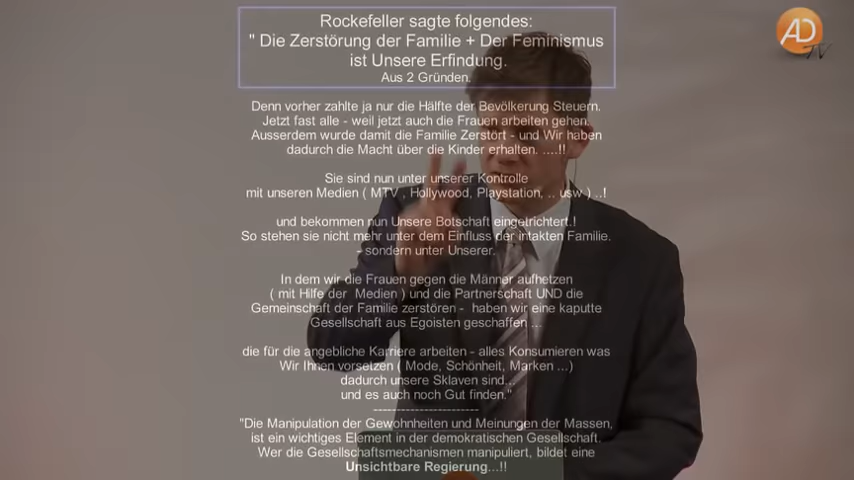 Rockefeller sagte folgendes:
" Die Zerstörung der Familie + Der Feminismus
ist Unsere Erfindung.
Aus 2 Gründen.
Denn vorher zahlte ja nur die Hälfte der Bevölkerung Steuern.
Jetzt fast alle - weil jetzt auch die Frauen arbeiten gehen.
Ausserdem wurde damit die Familie Zerstört - und Wir haben
dadurch die Macht über die Kinder erhalten. ....!!
Sie sind nun unter unserer Kontrolle
mit unseren Medien ( MTV , Hollywood, Playstation, .. usw ) ..!
und bekommen nun Unsere Botschaft eingetrichtert.!
So stehen sie nicht mehr unter dem Einfluss der intakten Familie.
- sondern unter Unserer.
In dem wir die Frauen gegen die Männer aufhetzen
( mit Hilfe der Medien ) und die Partnerschaft UND die
Gemeinschaft der Familie zerstören - haben wir eine kaputte
Gesellschaft aus Egoisten geschaffen ...
die für die angebliche Karriere arbeiten - alles Konsumieren was
Wir Ihnen vorsetzen ( Mode, Schönheit, Marken ...)
dadurch unsere Sklaven sind...
und es auch noch Gut finden."
------------------------
"Die Manipulation der Gewohnheiten und Meinungen der Massen,
ist ein wichtiges Element in der demokratischen Gesellschaft.
Wer die Gesellschaftsmechanismen manipuliert, bildet eine
Unsichtbare Regierung...!!
AD
TV